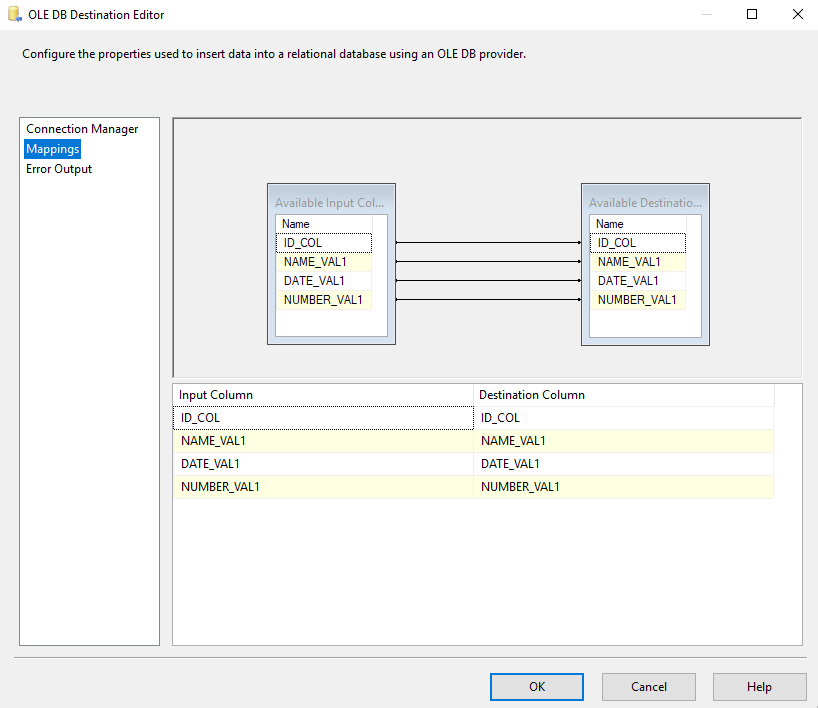 OLE DB Destination Editor
Configure the properties used to insert data into a relational database using an OLE DB provider.
Connection Manager
Mappings
Error Output
Available Input Col...
Name
ID_COL
NAME_VAL1
DATE_VAL1
NUMBER_VAL1
Available Destinatio...
Name
ID_COL
NAME_VAL1
DATE_VAL1
NUMBER_VAL1
Input Column Destination Column
ID_COL ID_COL
NAME_VAL1 NAME_VAL1
DATE_VAL1 DATE_VAL1
NUMBER_VAL1 NUMBER_VAL1
OK Cancel Help